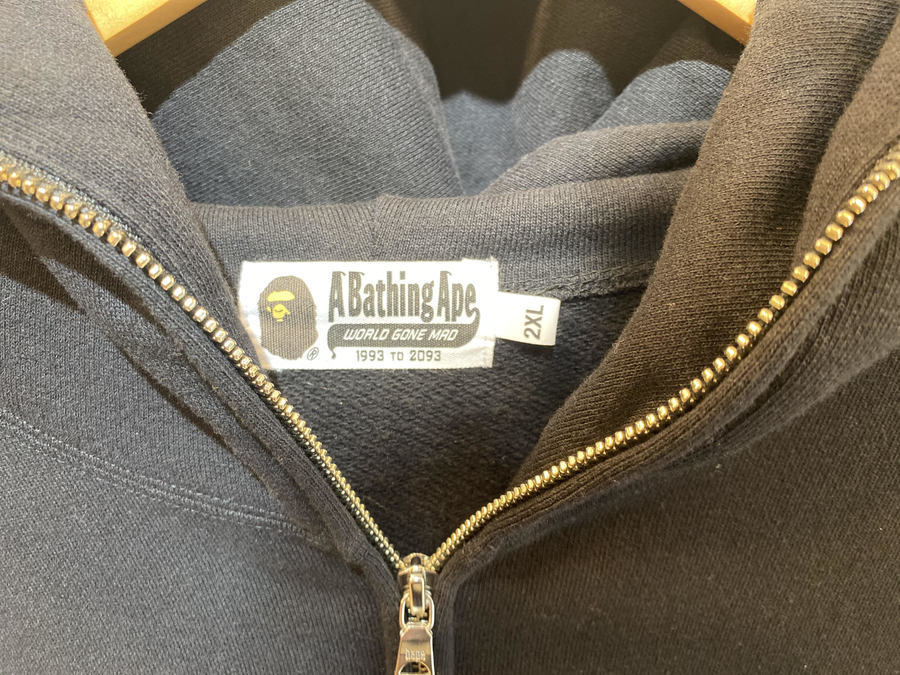 A Bathing Ape
WORLD GONE MAD
1993 TO 2093
®
2XL